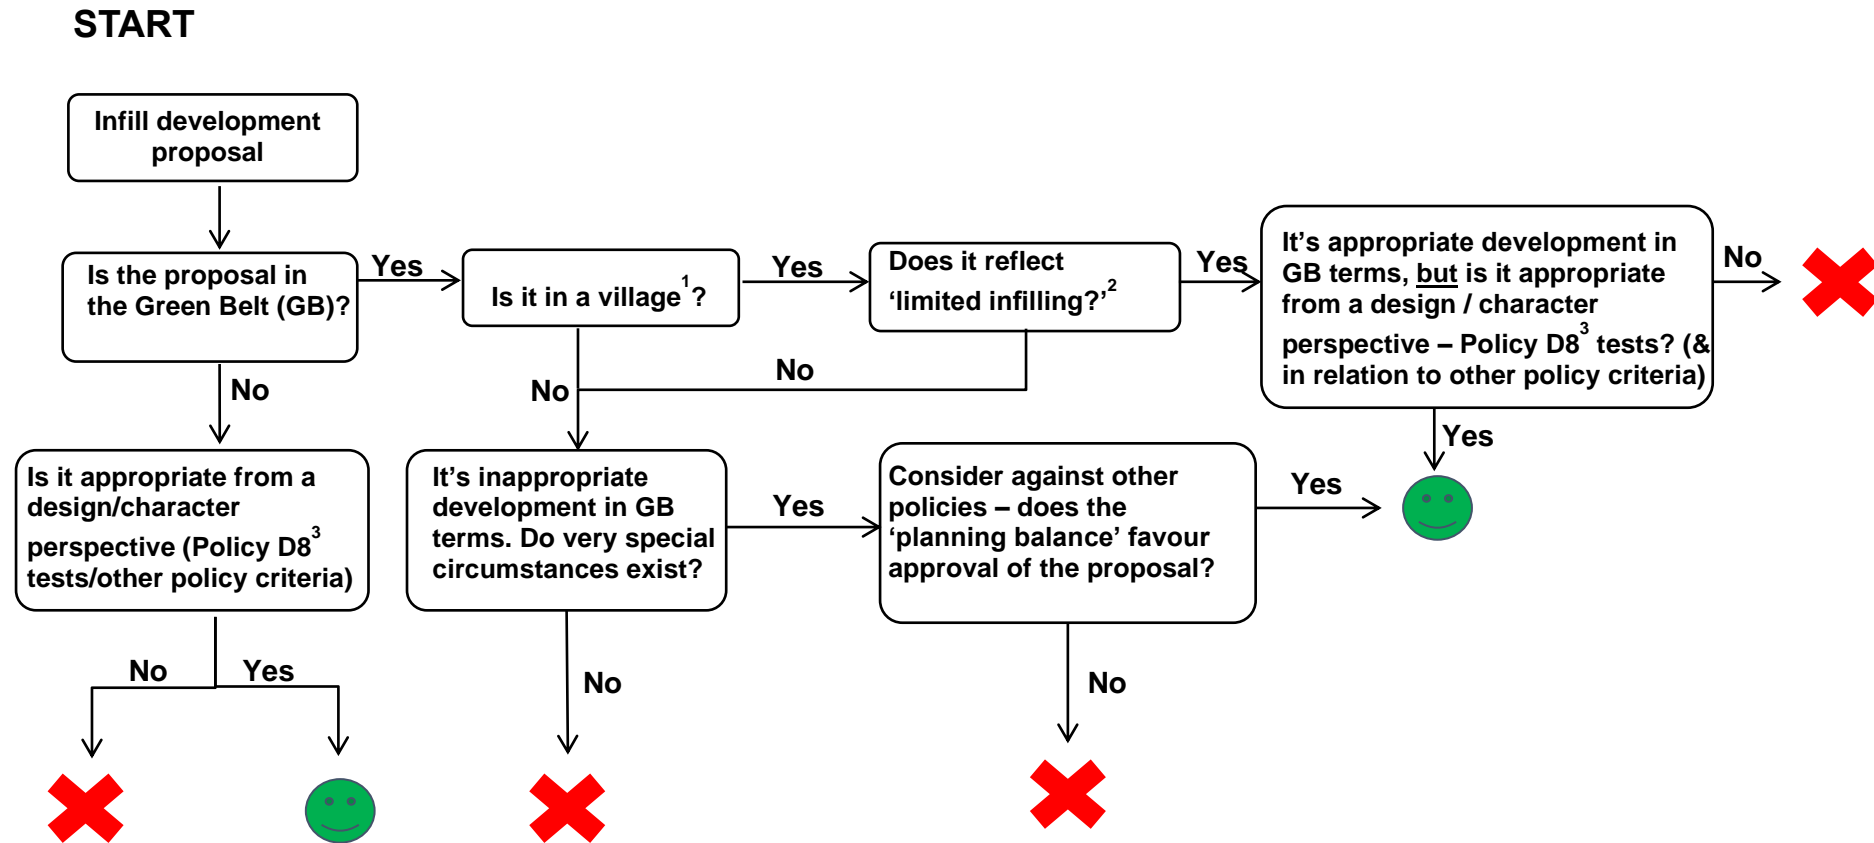 START
Infill development
proposal
Is the proposal in
the Green Belt (GB)?
Yes
Is it in a village¹?
Yes
Does it reflect
‘limited infilling?’²
Yes
It’s appropriate development in
GB terms, but is it appropriate
from a design / character
perspective – Policy D8³ tests? (&
in relation to other policy criteria)
No
No
No
No
Yes
Is it appropriate from a
design/character
perspective (Policy D8³
tests/other policy criteria)
It’s inappropriate
development in GB
terms. Do very special
circumstances exist?
Yes
Consider against other
policies – does the
‘planning balance’ favour
approval of the proposal?
Yes
No
Yes
No
No